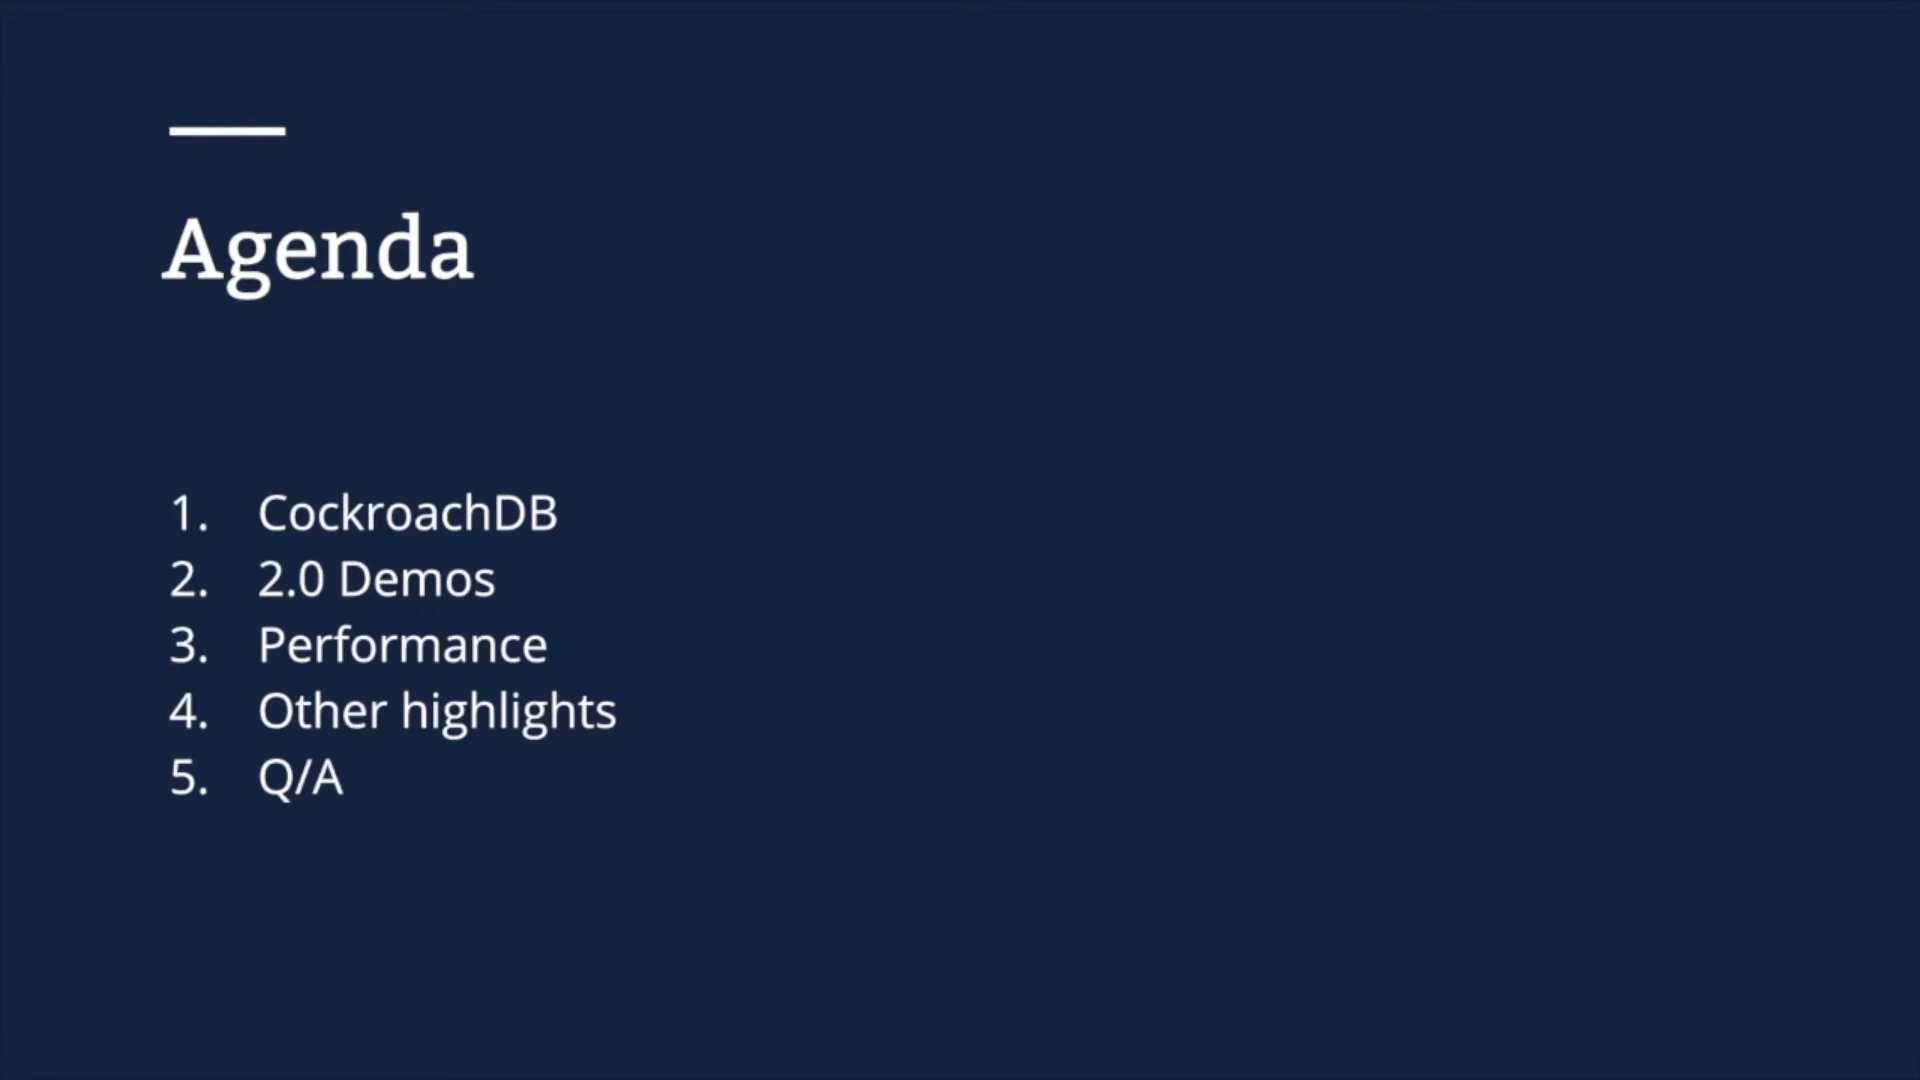 Agenda
1. CockroachDB
2. 2.0 Demos
3. Performance
4. Other highlights
5. Q/A